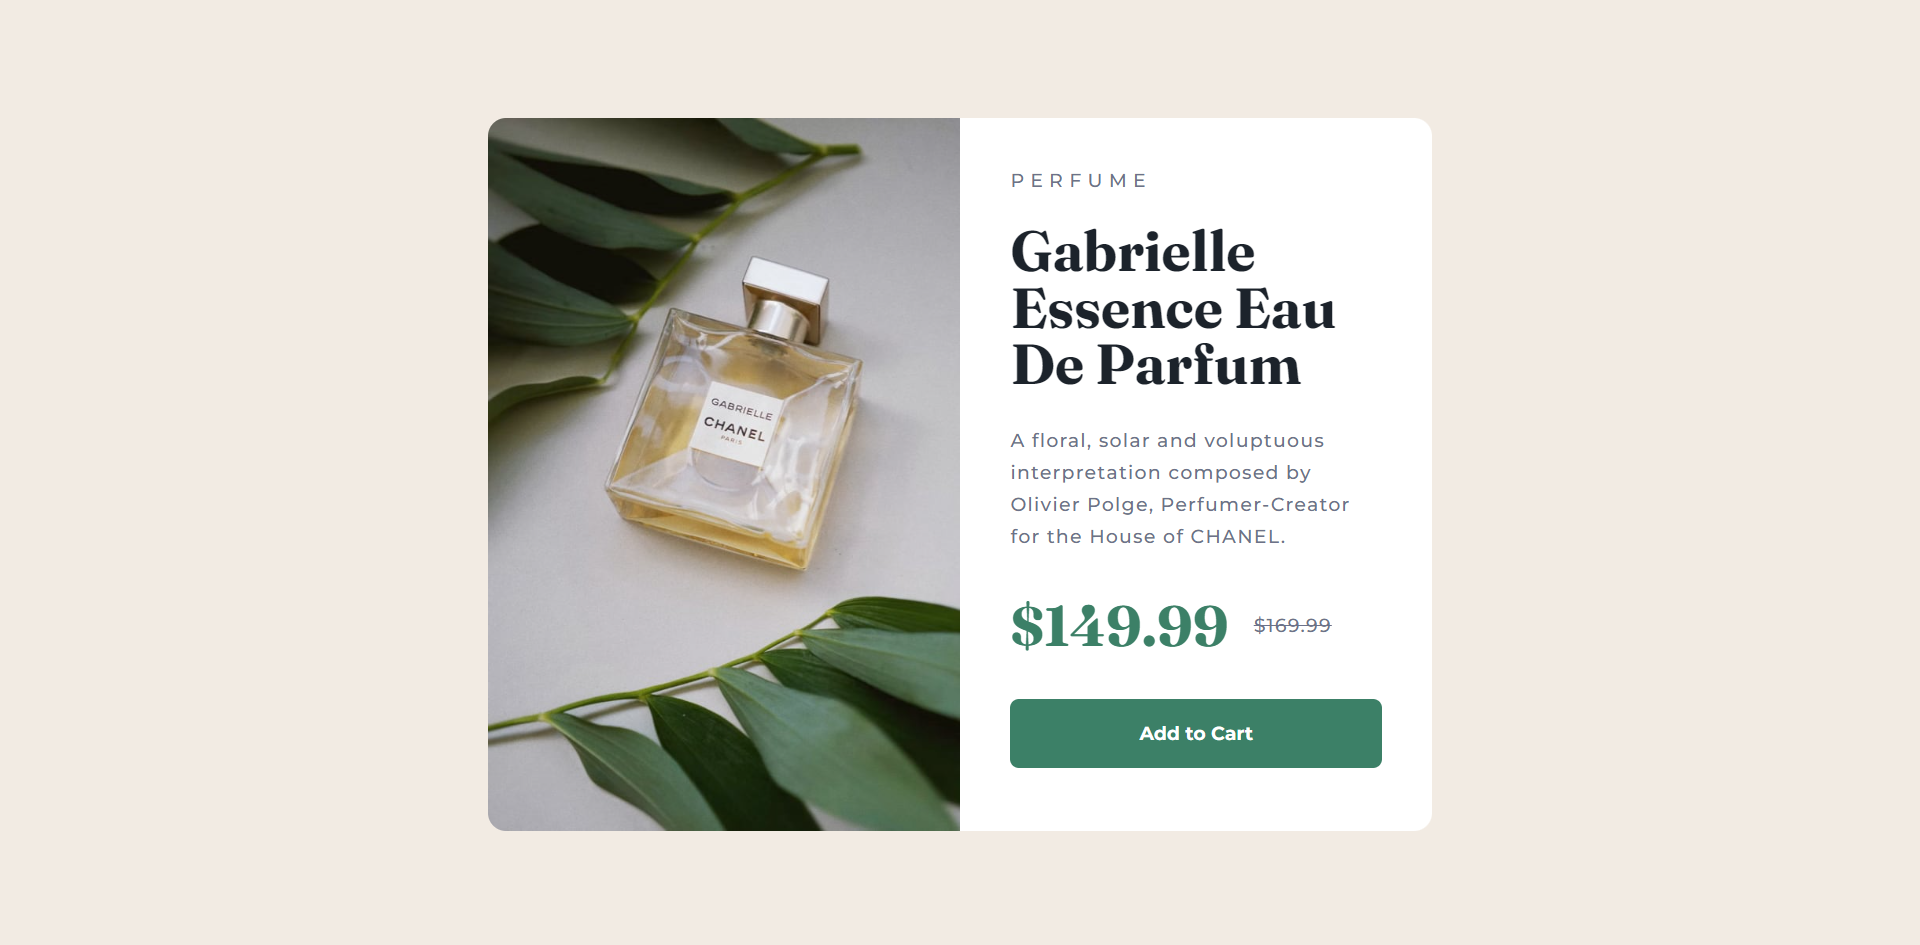 GABRIELLE
CHANEL
PARIS
PERFUME
Gabrielle
Essence Eau
De Parfum
A floral, solar and voluptuous
interpretation composed by
Olivier Polge, Perfumer-Creator
for the House of CHANEL.
$149.99 $169.99
Add to Cart